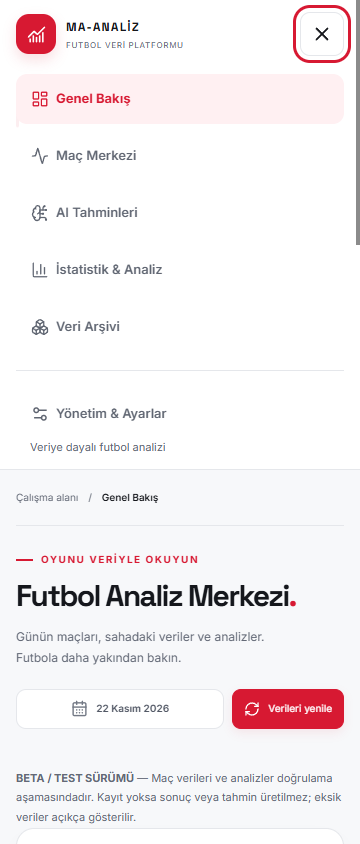 MA-ANALİZ
FUTBOL VERİ PLATFORMU
Genel Bakış
Maç Merkezi
AI Tahminleri
İstatistik & Analiz
Veri Arşivi
Yönetim & Ayarlar
Veriye dayalı futbol analizi
Çalışma alanı / Genel Bakış
OYUNU VERİYLE OKUYUN
Futbol Analiz Merkezi.
Günün maçları, sahadaki veriler ve analizler.
Futbola daha yakından bakın.
22 Kasım 2026
Verileri yenile
BETA / TEST SÜRÜMÜ — Maç verileri ve analizler doğrulama
aşamasındadır. Kayıt yoksa sonuç veya tahmin üretilmez; eksik
veriler açıkça gösterilir.